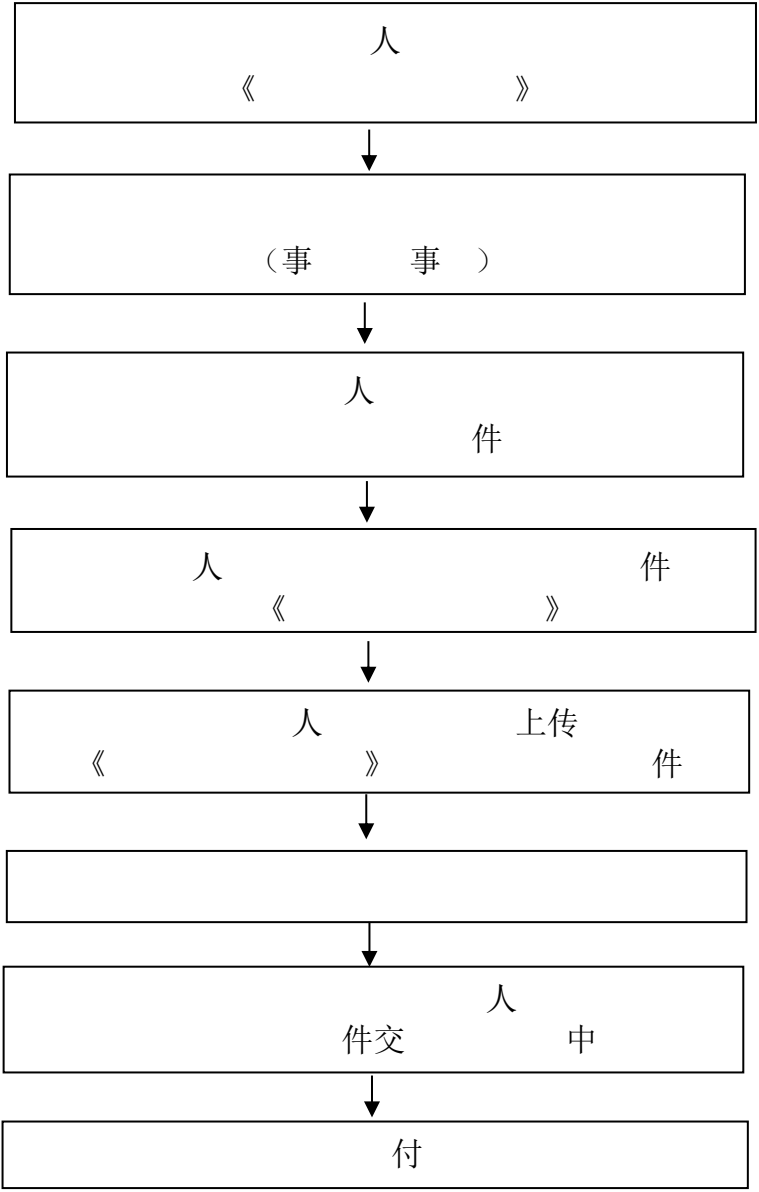 人
《 》
（事 事 ）
人
件
人 件
《 》
人 上传
《 》 件
人
件交 中
付